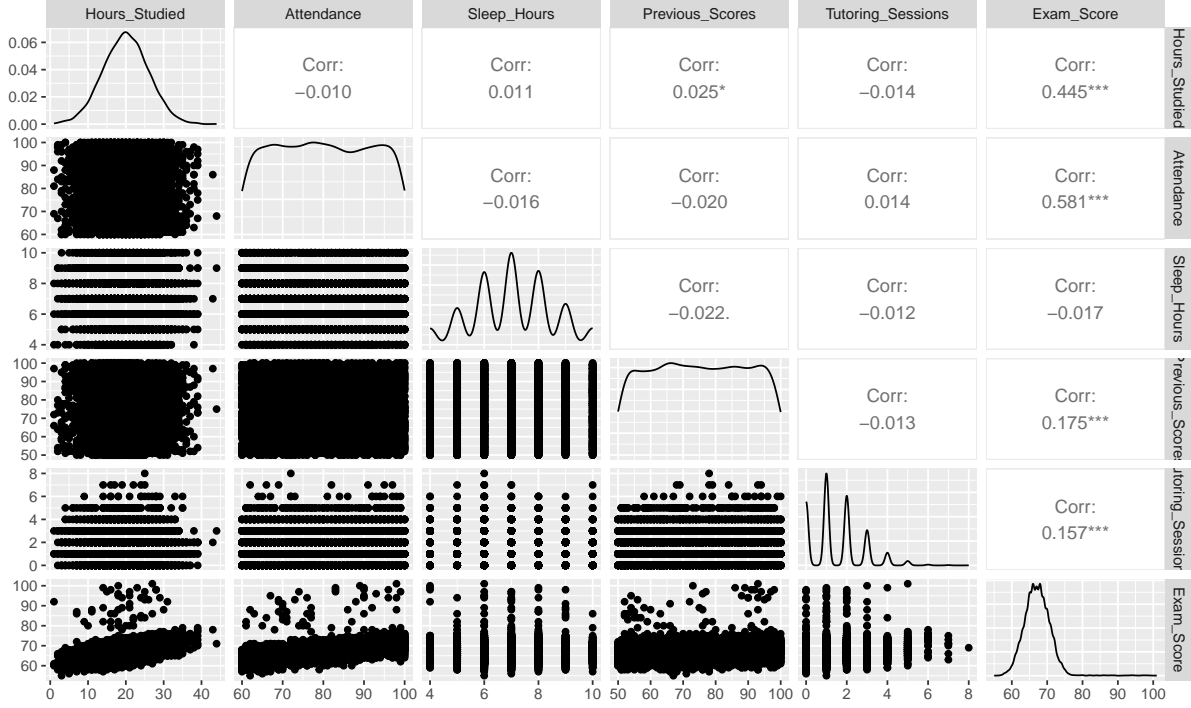 Hours_Studied Attendance Sleep_Hours Previous_Scores Tutoring_Sessions Exam_Score
0.06
0.04
0.02
0.00
Corr:
−0.010
Corr:
0.011
Corr:
0.025*
Corr:
−0.014
Corr:
0.445***
Hours_Studied
100
90
80
70
60
Corr:
−0.016
Corr:
−0.020
Corr:
0.014
Corr:
0.581***
Attendance
10
8
6
4
Corr:
−0.022.
Corr:
−0.012
Corr:
−0.017
Sleep_Hours
100
90
80
70
60
50
Corr:
−0.013
Corr:
0.175***
Previous_Scores
8
6
4
2
0
Corr:
0.157***
utoring_Session
100
90
80
70
60
Exam_Score
0 10 20 30 40 60 70 80 90 100 4 6 8 10 50 60 70 80 90 100 0 2 4 6 8 60 70 80 90 100